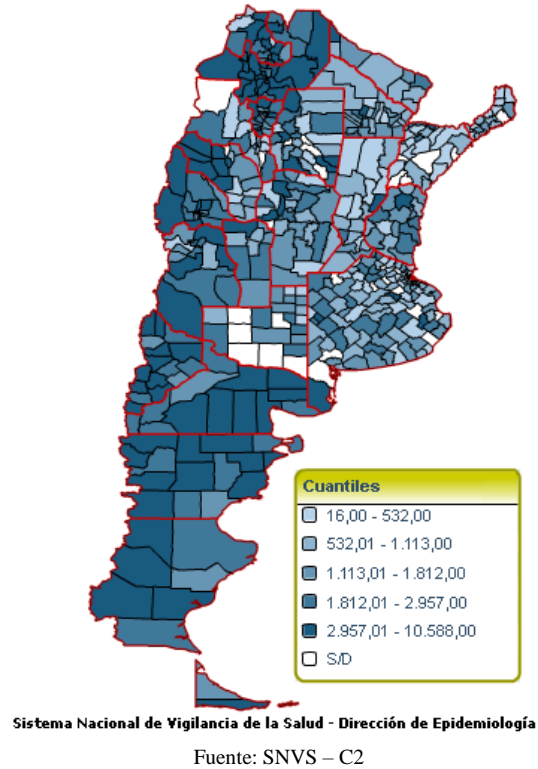 Cuantiles
16,00 - 532,00
532,01 - 1.113,00
1.113,01 - 1.812,00
1.812,01 - 2.957,00
2.957,01 - 10.588,00
S/D
Sistema Nacional de Vigilancia de la Salud - Dirección de Epidemiología
Fuente: SNVS – C2